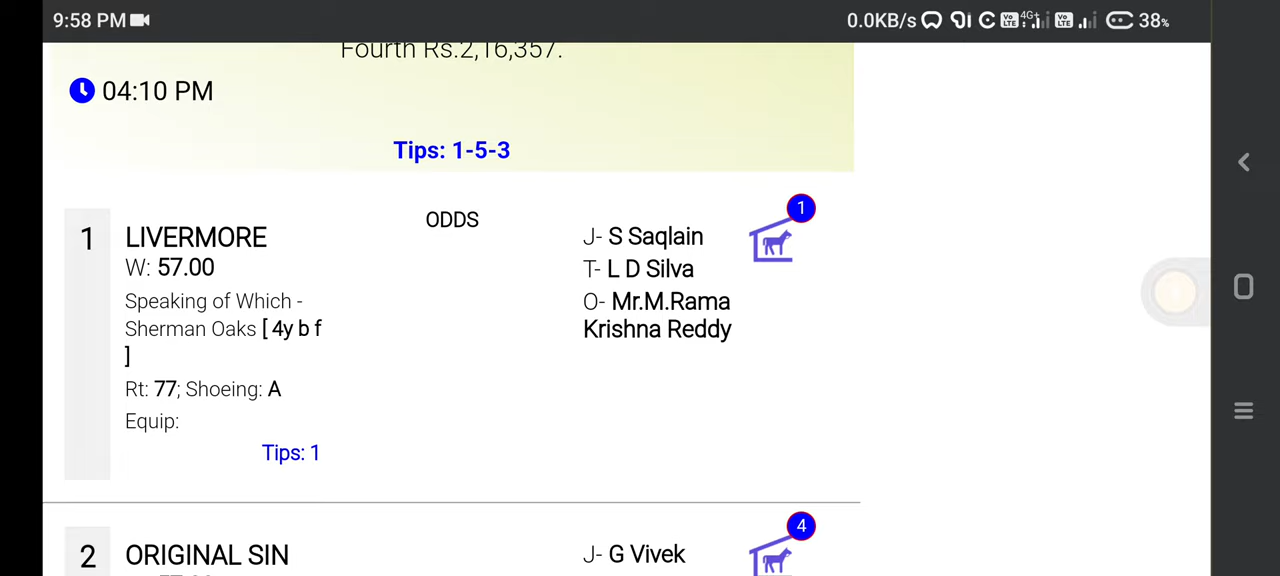 9:58 PM
0.0KB/s
4G+
38%
Fourth Rs.2,16,357.
04:10 PM
Tips: 1-5-3
1
LIVERMORE
W: 57.00
Speaking of Which -
Sherman Oaks [ 4y b f
]
Rt: 77; Shoeing: A
Equip:
Tips: 1
ODDS
J- S Saqlain
T- L D Silva
O- Mr.M.Rama
Krishna Reddy
1
2
ORIGINAL SIN
J- G Vivek
4